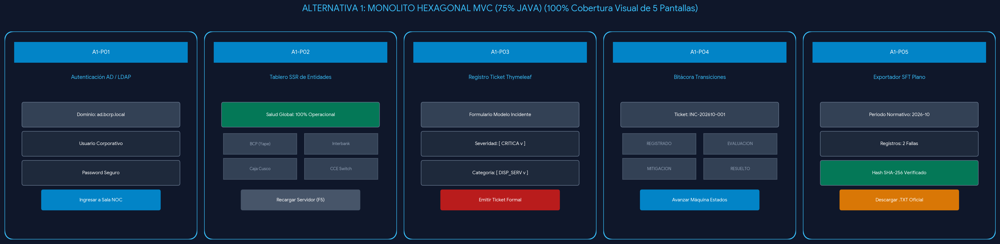 ALTERNATIVA 1: MONOLITO HEXAGONAL MVC (75% JAVA) (100% Cobertura Visual de 5 Pantallas)
A1-P01
Autenticación AD / LDAP
Dominio: ad.bcrp.local
Usuario Corporativo
Password Seguro
Ingresar a Sala NOC
A1-P02
Tablero SSR de Entidades
Salud Global: 100% Operacional
BCP (Yape)
Interbank
Caja Cusco
CCE Switch
Recargar Servidor (F5)
A1-P03
Registro Ticket Thymeleaf
Formulario Modelo Incidente
Severidad: [ CRITICA v ]
Categoría: [ DISP_SERV v ]
Emitir Ticket Formal
A1-P04
Bitácora Transiciones
Ticket: INC-202610-001
REGISTRADO
EVALUACION
MITIGACION
RESUELTO
Avanzar Máquina Estados
A1-P05
Exportador SFT Plano
Periodo Normativo: 2026-10
Registros: 2 Fallas
Hash SHA-256 Verificado
Descargar .TXT Oficial